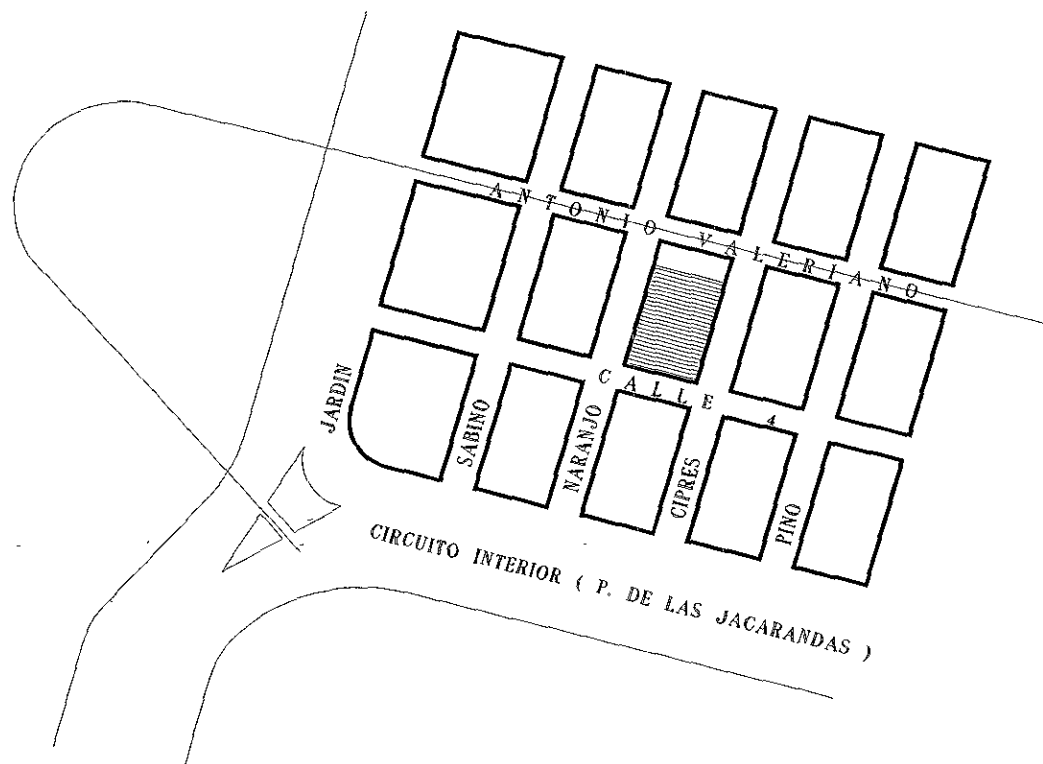 ANTONIO VALERIANO
CALLE 4
JARDIN
SABINO
NARANJO
CIPRES
PINO
CIRCUITO INTERIOR ( P. DE LAS JACARANDAS )